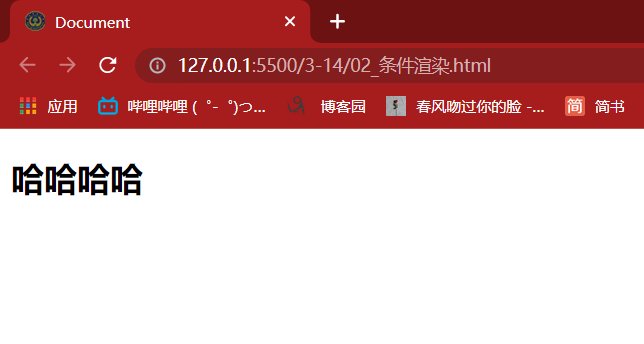 Document
127.0.0.1:5500/3-14/02_条件渲染.html
应用 哔哩哔哩 (゜-゜)つ... 博客园 春风吻过你的脸 -... 简 简书
哈哈哈哈